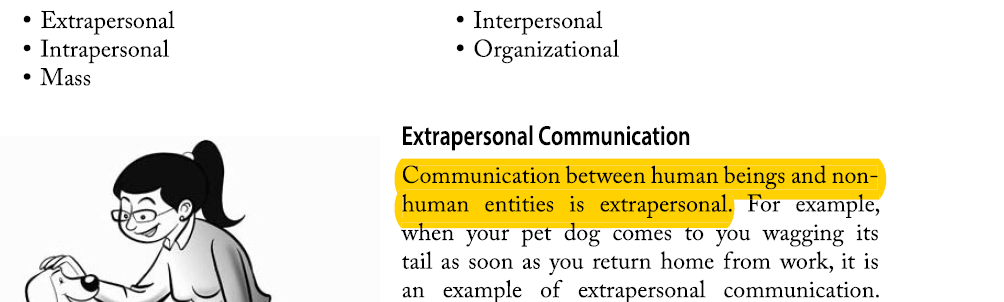 • Extrapersonal
• Intrapersonal
• Mass
• Interpersonal
• Organizational
Extrapersonal Communication
Communication between human beings and non-
human entities is extrapersonal. For example,
when your pet dog comes to you wagging its
tail as soon as you return home from work, it is
an example of extrapersonal communication.